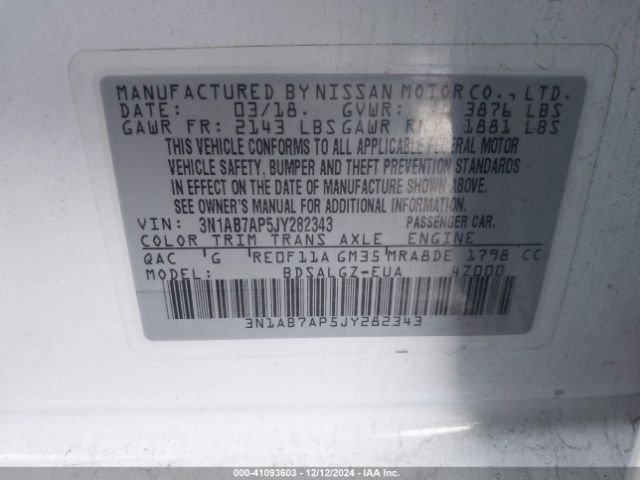 MANUFACTURED BY NISSAN MOTOR CO., LTD.
DATE: 03/18. GVWR: 3876 LBS
GAWR FR: 2143 LBS GAWR RR: 1881 LBS
THIS VEHICLE CONFORMS TO ALL APPLICABLE FEDERAL MOTOR
VEHICLE SAFETY, BUMPER AND THEFT PREVENTION STANDARDS
IN EFFECT ON THE DATE OF MANUFACTURE SHOWN ABOVE.
SEE OWNER'S MANUAL FOR ADDITIONAL INFORMATION.
VIN: 3N1AB7AP5JY282343 PASSENGER CAR.
COLOR TRIM TRANS AXLE ENGINE
QAC G RE0F11A GM35 MRA8DE 1798 CC
MODEL: BDSALGZ-EUA 4Z000
3N1AB7AP5JY282343
000-41093603 - 12/12/2024 - IAA Inc.